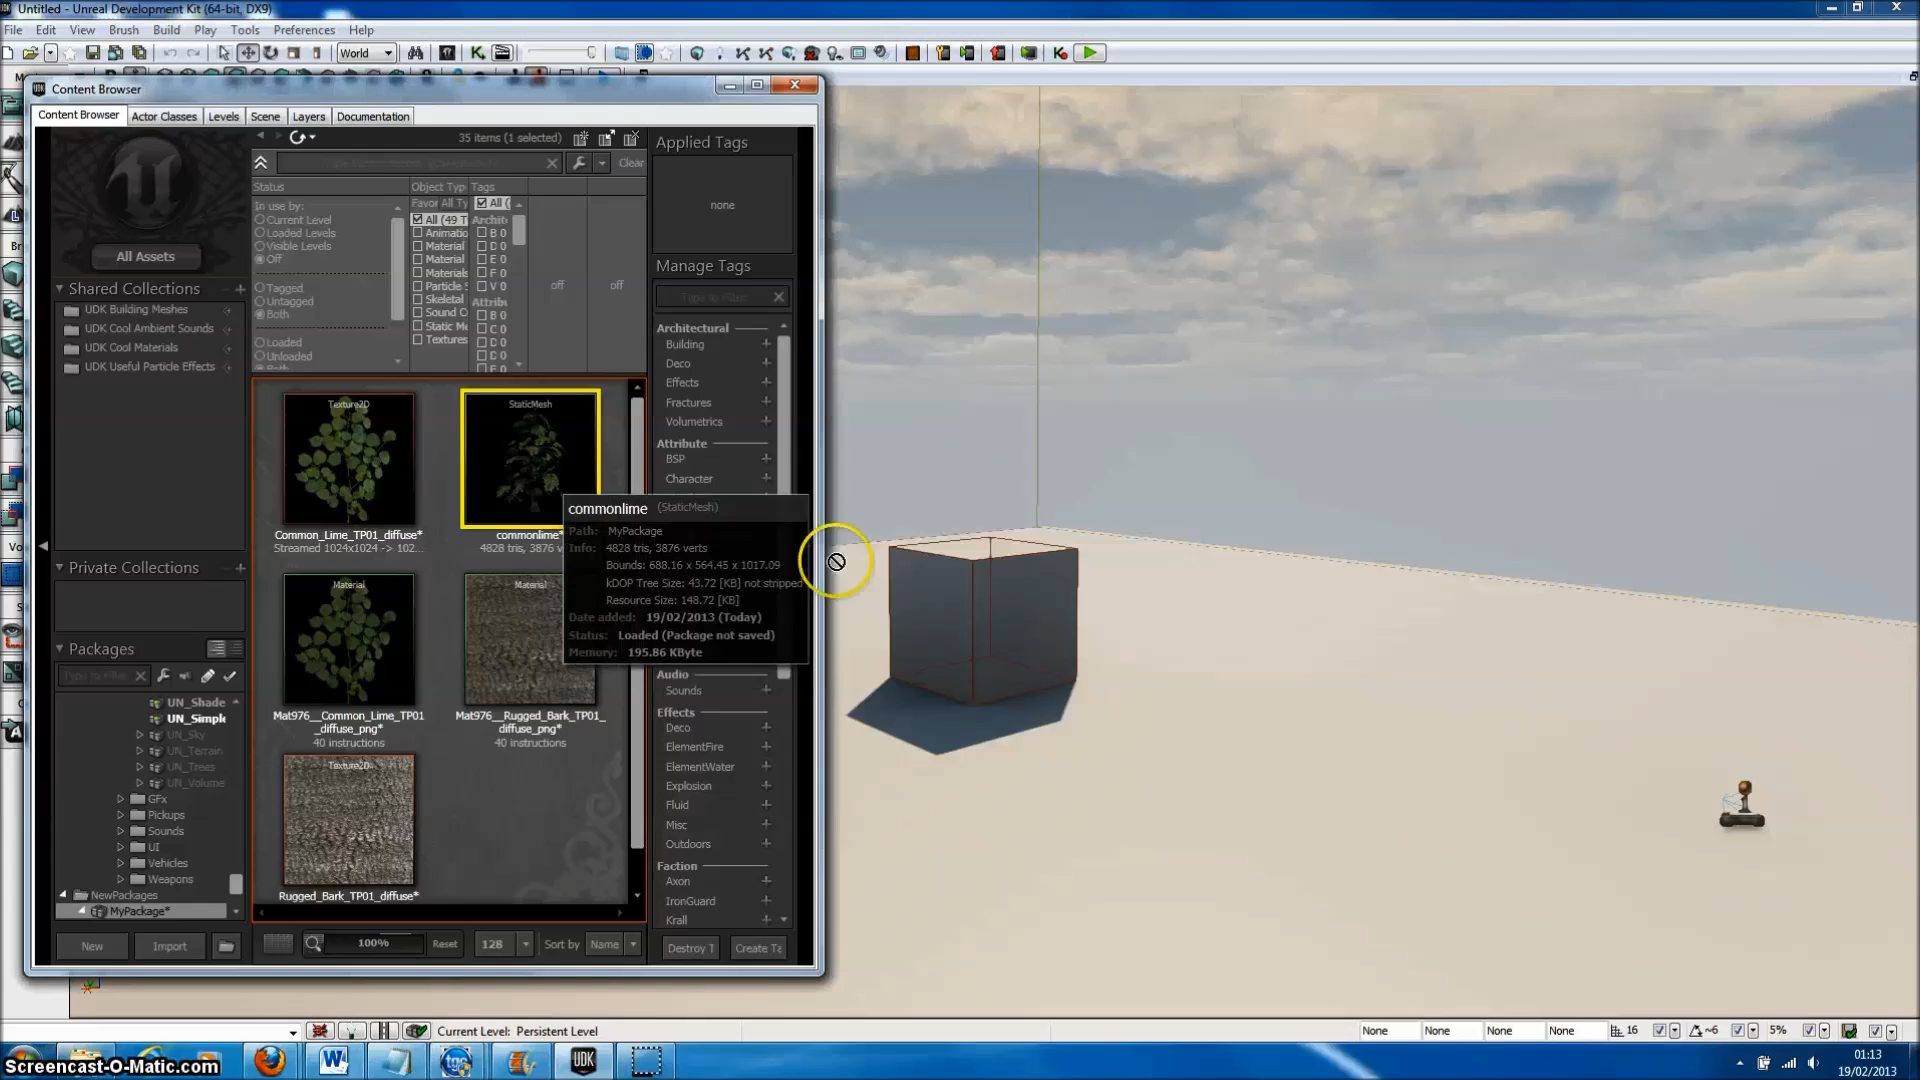 Untitled - Unreal Development Kit (64-bit, DX9)
File Edit View Brush Build Play Tools Preferences Help
World
Content Browser
Content Browser Actor Classes Levels Scene Layers Documentation
35 items (1 selected)
Clear
All Assets
Shared Collections
UDK Building Meshes
UDK Cool Ambient Sounds
UDK Cool Materials
UDK Useful Particle Effects
Private Collections
Packages
UN_Shade
UN_Simple
UN_Sky
UN_Terrain
UN_Trees
UN_Volume
GFx
Pickups
Sounds
UI
Vehicles
Weapons
NewPackages
MyPackage*
New Import
Status
In use by:
Current Level
Loaded Levels
Visible Levels
Off
Tagged
Untagged
Both
Loaded
Unloaded
Object Typ
Favor All Ty
All (49 T
Animatio
Material
Material
Materials
Particle S
Skeletal
Sound C
Static Me
Textures
Tags
All (
Archit
B 0
D 0
E 0
F 0
V 0
Attribu
B 0
C 0
D 0
D 0
off off
Texture2D
Common_Lime_TP01_diffuse*
Streamed 1024x1024 -> 102...
StaticMesh
commonlime*
4828 tris, 3876 v
Material
Mat976__Common_Lime_TP01
_diffuse_png*
40 instructions
Material
Mat976__Rugged_Bark_TP01_
diffuse_png*
40 instructions
Texture2D
Rugged_Bark_TP01_diffuse*
100% Reset 128 Sort by Name
commonlime (StaticMesh)
Path: MyPackage
Info: 4828 tris, 3876 verts
Bounds: 688.16 x 564.45 x 1017.09
kDOP Tree Size: 43.72 [KB] not stripped
Resource Size: 148.72 [KB]
Date added: 19/02/2013 (Today)
Status: Loaded (Package not saved)
Memory: 195.86 KByte
Applied Tags
none
Manage Tags
Type to Filter
Architectural
Building
Deco
Effects
Fractures
Volumetrics
Attribute
BSP
Character
Audio
Sounds
Effects
Deco
ElementFire
ElementWater
Explosion
Fluid
Misc
Outdoors
Faction
Axon
IronGuard
Krall
Destroy T Create Ta
Current Level: Persistent Level
None None None None 16 ~6 5%
Screencast-O-Matic.com
tgc
UDK
01:13
19/02/2013